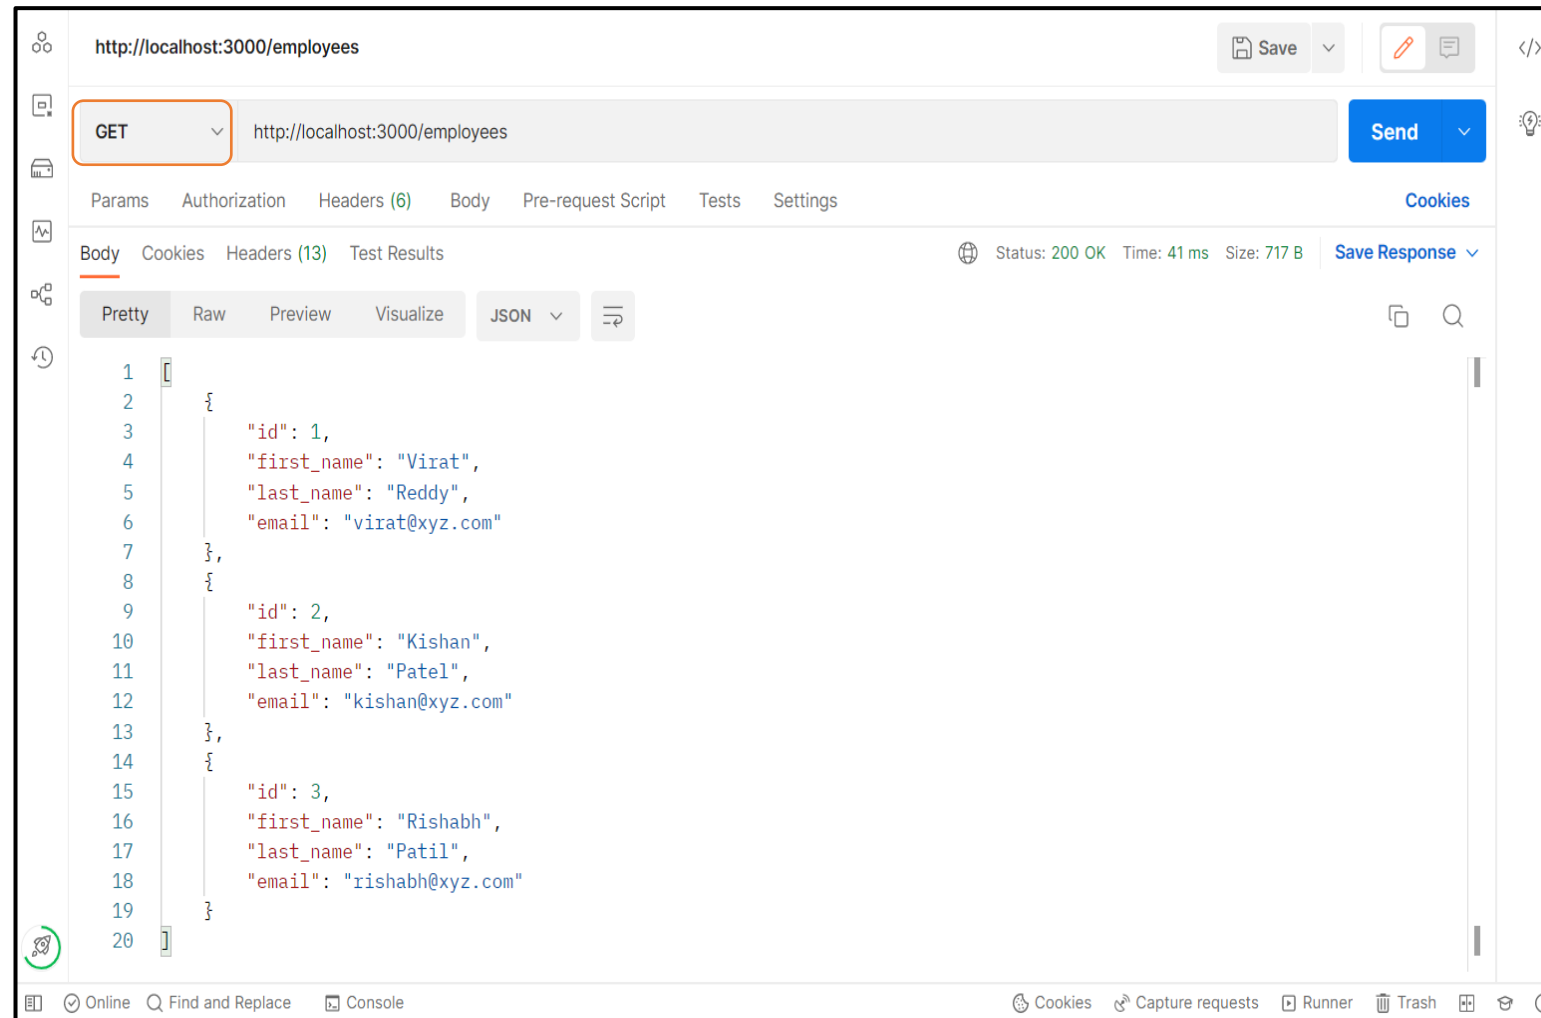 http://localhost:3000/employees
Save
GET
http://localhost:3000/employees
Send
Params Authorization Headers (6) Body Pre-request Script Tests Settings Cookies
Body Cookies Headers (13) Test Results Status: 200 OK Time: 41 ms Size: 717 B Save Response
Pretty Raw Preview Visualize JSON
1 [
2 {
3 "id": 1,
4 "first_name": "Virat",
5 "last_name": "Reddy",
6 "email": "virat@xyz.com"
7 },
8 {
9 "id": 2,
10 "first_name": "Kishan",
11 "last_name": "Patel",
12 "email": "kishan@xyz.com"
13 },
14 {
15 "id": 3,
16 "first_name": "Rishabh",
17 "last_name": "Patil",
18 "email": "rishabh@xyz.com"
19 }
20 ]
Online Find and Replace Console Cookies Capture requests Runner Trash